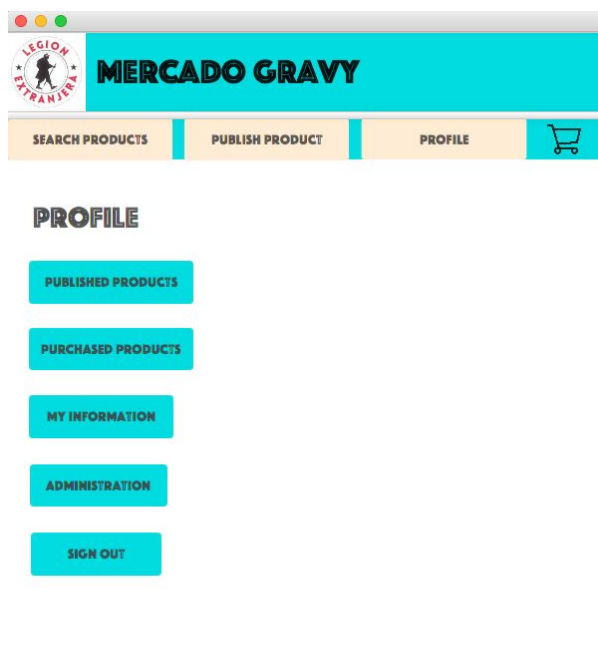 LEGION
EXTRANJERA
MERCADO GRAVY
SEARCH PRODUCTS
PUBLISH PRODUCT
PROFILE
PROFILE
PUBLISHED PRODUCTS
PURCHASED PRODUCTS
MY INFORMATION
ADMINISTRATION
SIGN OUT